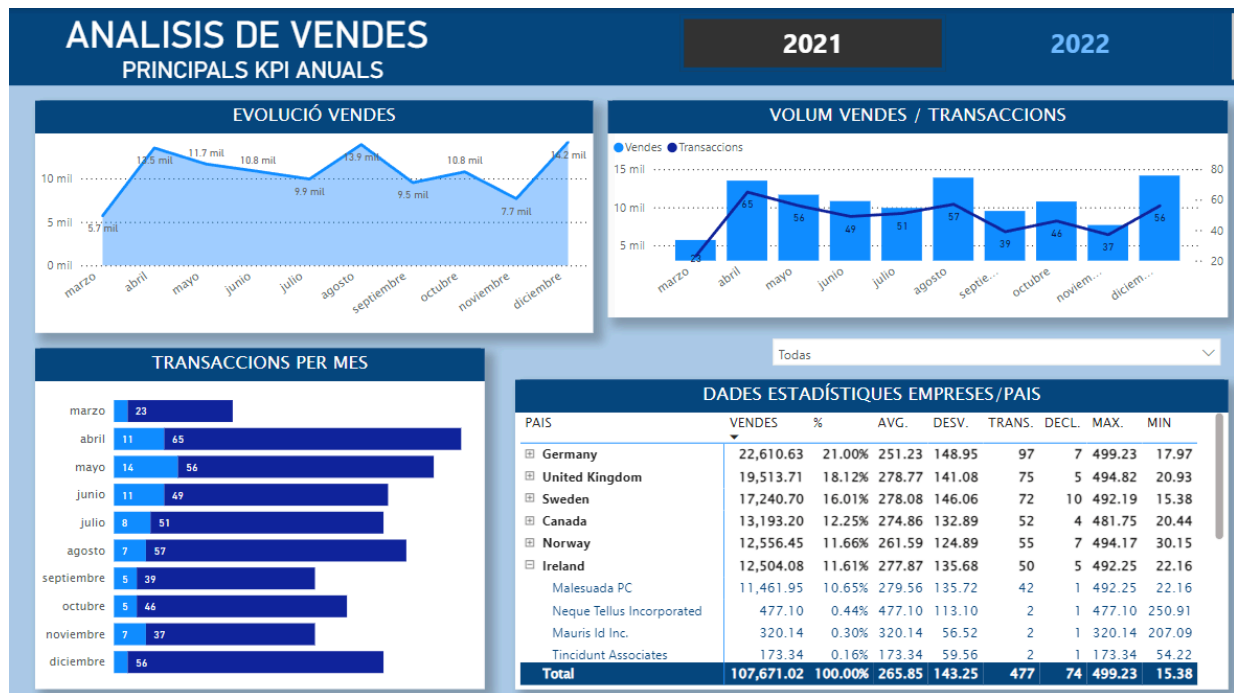 ANALISIS DE VENDES
PRINCIPALS KPI ANUALS
2021
2022
EVOLUCIÓ VENDES
10 mil
5 mil
0 mil
5.7 mil
13.5 mil
11.7 mil
10.8 mil
9.9 mil
13.9 mil
9.5 mil
10.8 mil
7.7 mil
14.2 mil
marzo
abril
mayo
junio
julio
agosto
septiembre
octubre
noviembre
diciembre
VOLUM VENDES / TRANSACCIONS
Vendes Transaccions
15 mil
10 mil
5 mil
80
60
40
20
23
65
56
49
51
57
39
46
37
56
marzo
abril
mayo
junio
julio
agosto
septie...
octubre
noviem...
diciem...
TRANSACCIONS PER MES
marzo 23
abril 11 65
mayo 14 56
junio 11 49
julio 8 51
agosto 7 57
septiembre 5 39
octubre 5 46
noviembre 7 37
diciembre 56
Todas
DADES ESTADÍSTIQUES EMPRESES/PAIS
PAIS VENDES % AVG. DESV. TRANS. DECL. MAX. MIN
Germany 22,610.63 21.00% 251.23 148.95 97 7 499.23 17.97
United Kingdom 19,513.71 18.12% 278.77 141.08 75 5 494.82 20.93
Sweden 17,240.70 16.01% 278.08 146.06 72 10 492.19 15.38
Canada 13,193.20 12.25% 274.86 132.89 52 4 481.75 20.44
Norway 12,556.45 11.66% 261.59 124.89 55 7 494.17 30.15
Ireland 12,504.08 11.61% 277.87 135.68 50 5 492.25 22.16
Malesuada PC 11,461.95 10.65% 279.56 135.72 42 1 492.25 22.16
Neque Tellus Incorporated 477.10 0.44% 477.10 113.10 2 1 477.10 250.91
Mauris Id Inc. 320.14 0.30% 320.14 56.52 2 1 320.14 207.09
Tincidunt Associates 173.34 0.16% 173.34 59.56 2 1 173.34 54.22
Total 107,671.02 100.00% 265.85 143.25 477 74 499.23 15.38